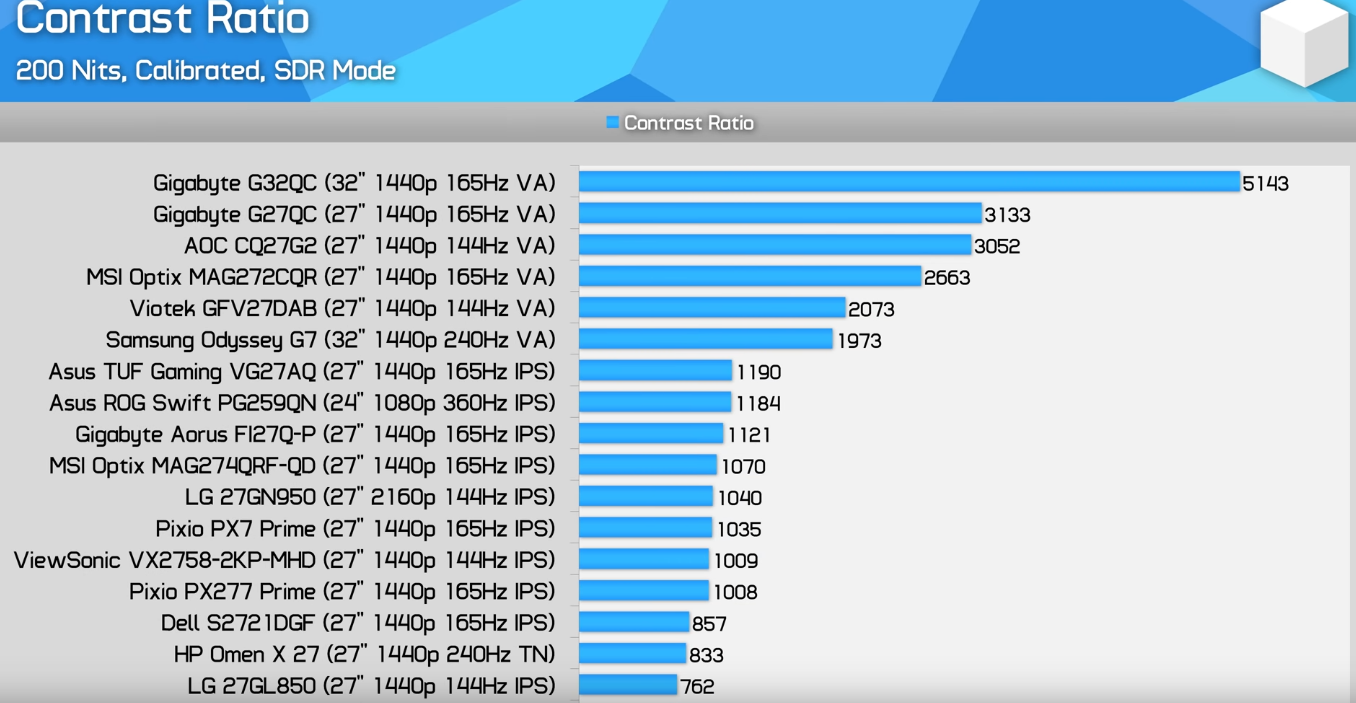 Contrast Ratio
200 Nits, Calibrated, SDR Mode
Contrast Ratio
Gigabyte G32QC (32" 1440p 165Hz VA) 5143
Gigabyte G27QC (27" 1440p 165Hz VA) 3133
AOC CQ27G2 (27" 1440p 144Hz VA) 3052
MSI Optix MAG272CQR (27" 1440p 165Hz VA) 2663
Viotek GFV27DAB (27" 1440p 144Hz VA) 2073
Samsung Odyssey G7 (32" 1440p 240Hz VA) 1973
Asus TUF Gaming VG27AQ (27" 1440p 165Hz IPS) 1190
Asus ROG Swift PG259QN (24" 1080p 360Hz IPS) 1184
Gigabyte Aorus FI27Q-P (27" 1440p 165Hz IPS) 1121
MSI Optix MAG274QRF-QD (27" 1440p 165Hz IPS) 1070
LG 27GN950 (27" 2160p 144Hz IPS) 1040
Pixio PX7 Prime (27" 1440p 165Hz IPS) 1035
ViewSonic VX2758-2KP-MHD (27" 1440p 144Hz IPS) 1009
Pixio PX277 Prime (27" 1440p 165Hz IPS) 1008
Dell S2721DGF (27" 1440p 165Hz IPS) 857
HP Omen X 27 (27" 1440p 240Hz TN) 833
LG 27GL850 (27" 1440p 144Hz IPS) 762